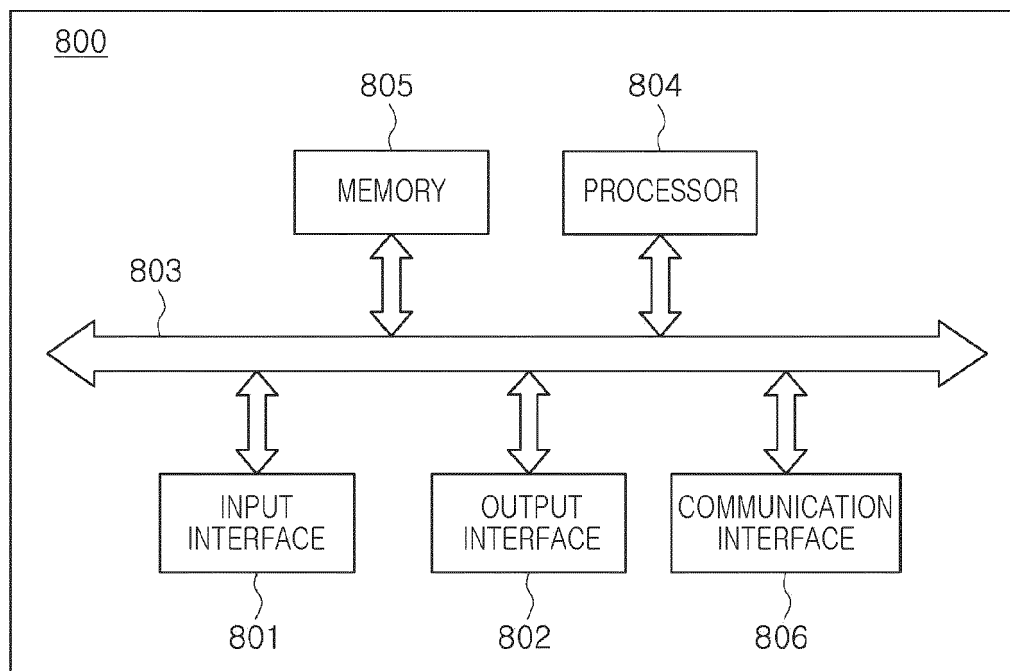 800
805
804
MEMORY
PROCESSOR
803
INPUT
INTERFACE
OUTPUT
INTERFACE
COMMUNICATION
INTERFACE
801
802
806